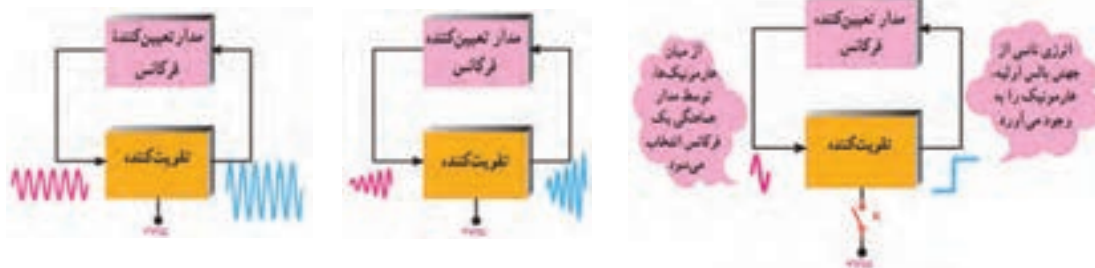 مدار تعیین‌کنندهٔ
فرکانس
تقویت‌کننده
مدار تعیین‌کننده
فرکانس
تقویت‌کننده
مدار تعیین‌کننده
فرکانس
تقویت‌کننده
از میان
هارمونیک‌ها،
توسط مدار
هماهنگی یک
فرکانس انتخاب
می‌شود
انرژی ناشی از
جهش پالس اولیه،
هارمونیک را به
وجود می‌آورد